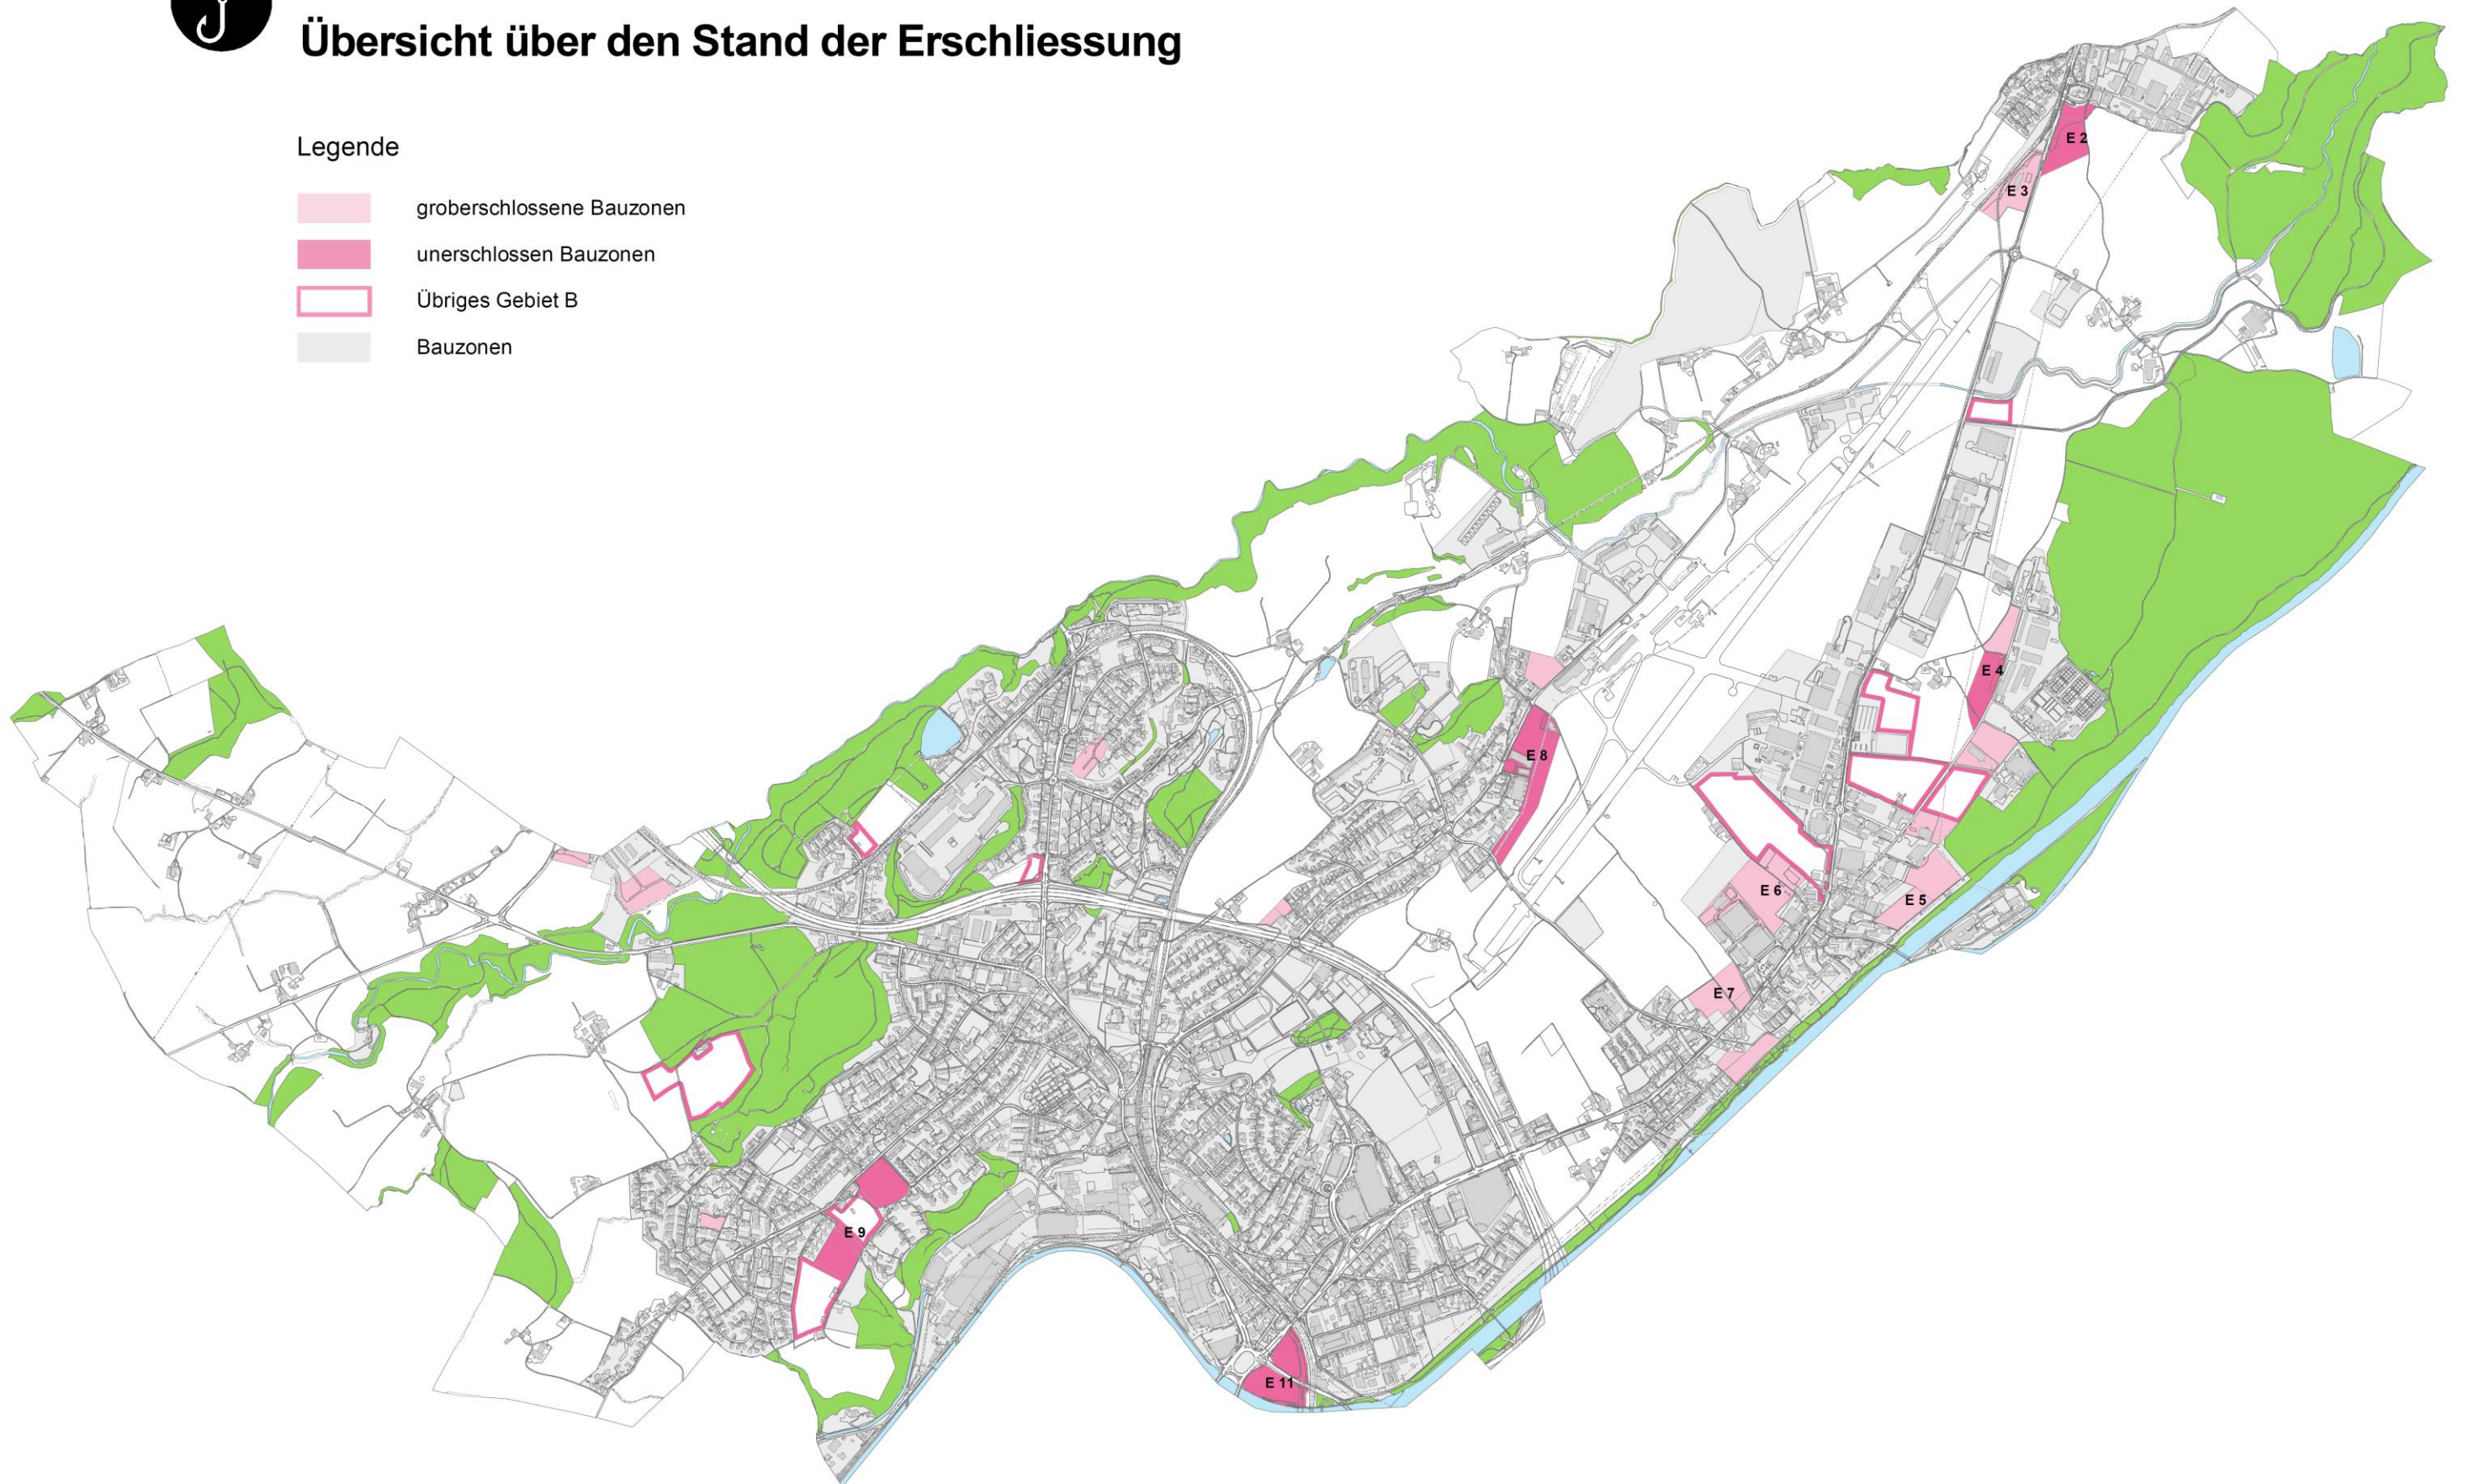 Übersicht über den Stand der Erschliessung
Legende
groberschlossene Bauzonen
unerschlossen Bauzonen
Übriges Gebiet B
Bauzonen
E 2
E 3
E 4
E 8
E 6
E 5
E 7
E 9
E 11